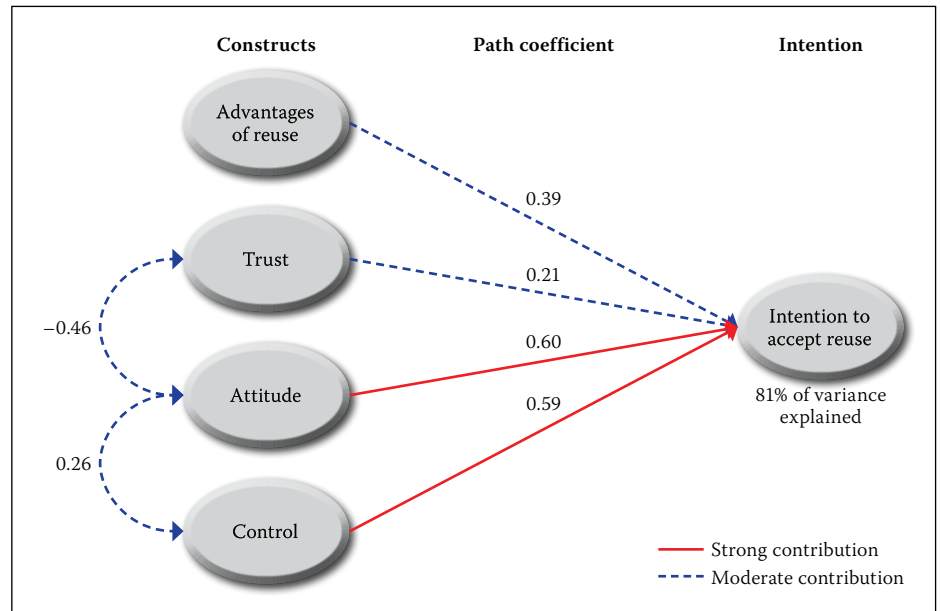 Constructs
Path coefficient
Intention
Advantages
of reuse
0.39
Trust
0.21
−0.46
Intention to
accept reuse
0.60
Attitude
81% of variance
explained
0.59
0.26
Control
Strong contribution
Moderate contribution